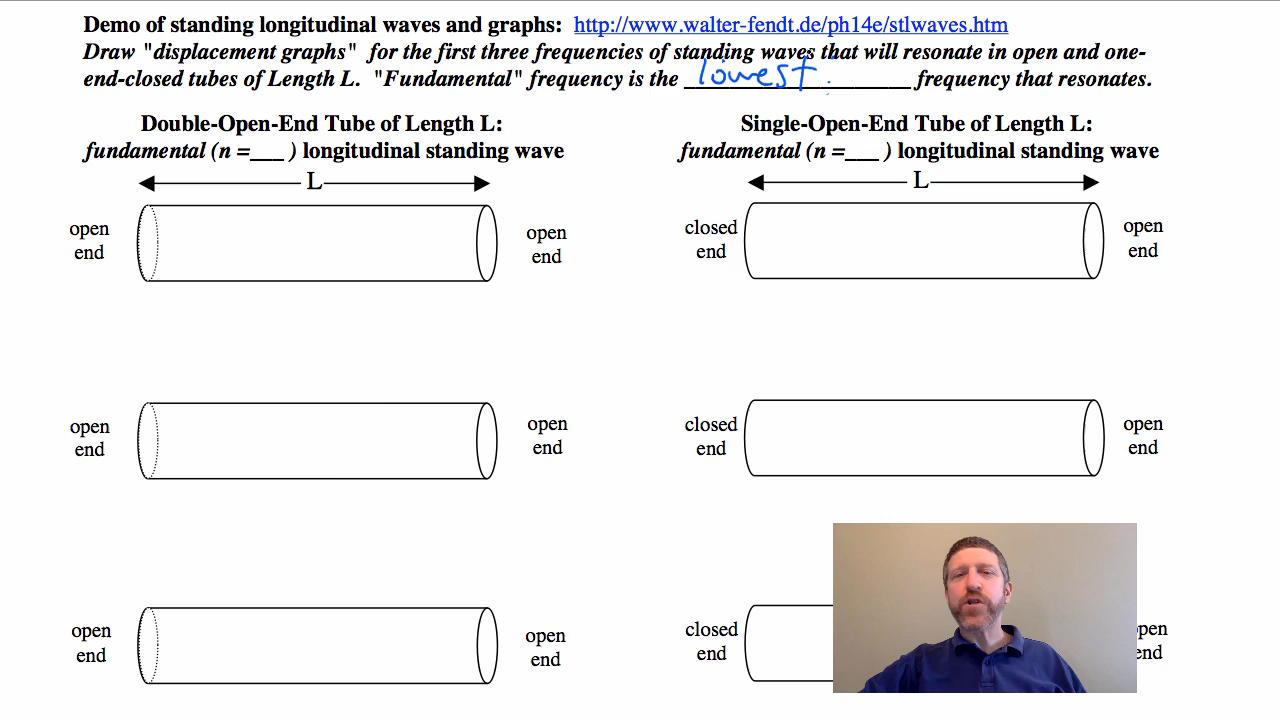 Demo of standing longitudinal waves and graphs: http://www.walter-fendt.de/ph14e/stlwaves.htm
Draw "displacement graphs" for the first three frequencies of standing waves that will resonate in open and one-
end-closed tubes of Length L. "Fundamental" frequency is the lowest frequency that resonates.
Double-Open-End Tube of Length L:
fundamental (n =___ ) longitudinal standing wave
L
open
end
open
end
Single-Open-End Tube of Length L:
fundamental (n =___ ) longitudinal standing wave
L
closed
end
open
end
open
end
open
end
closed
end
open
end
open
end
open
end
closed
end
pen
end